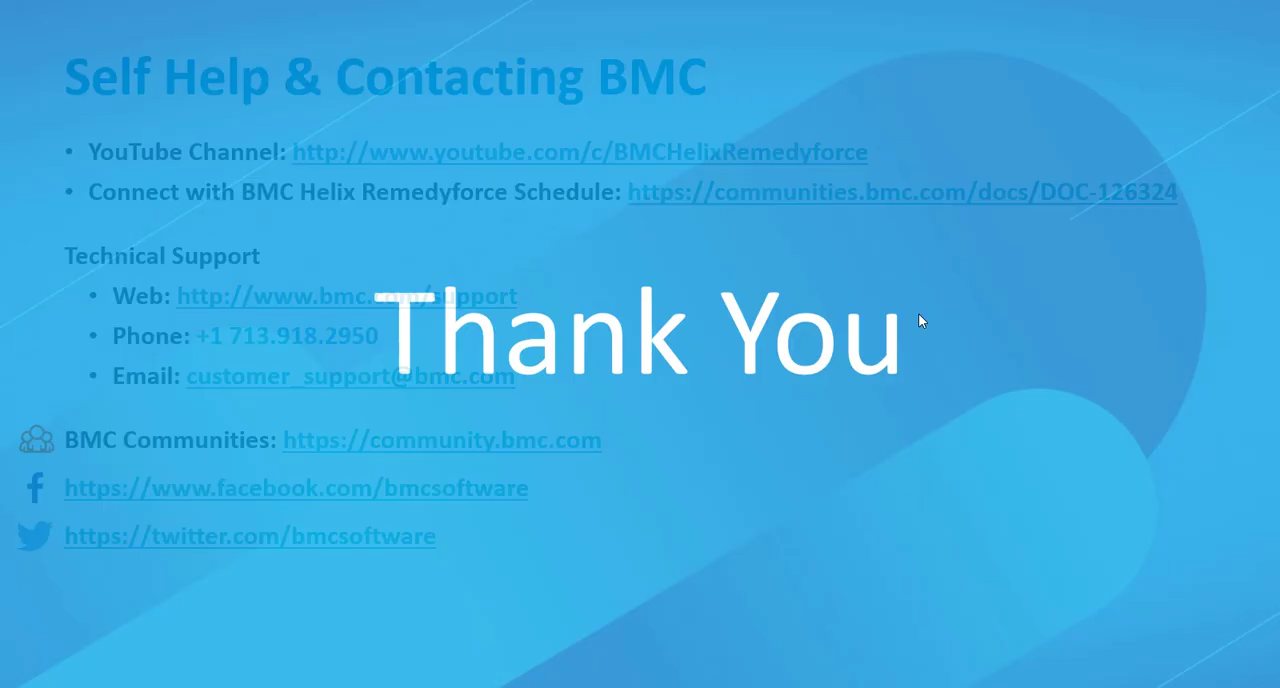 Self Help & Contacting BMC
• YouTube Channel: http://www.youtube.com/c/BMCHelixRemedyforce
• Connect with BMC Helix Remedyforce Schedule: https://communities.bmc.com/docs/DOC-126324
Technical Support
• Web: http://www.bmc.com/support
• Phone: +1 713.918.2950
Thank You
• Email: customer_support@bmc.com
BMC Communities: https://community.bmc.com
https://www.facebook.com/bmcsoftware
https://twitter.com/bmcsoftware